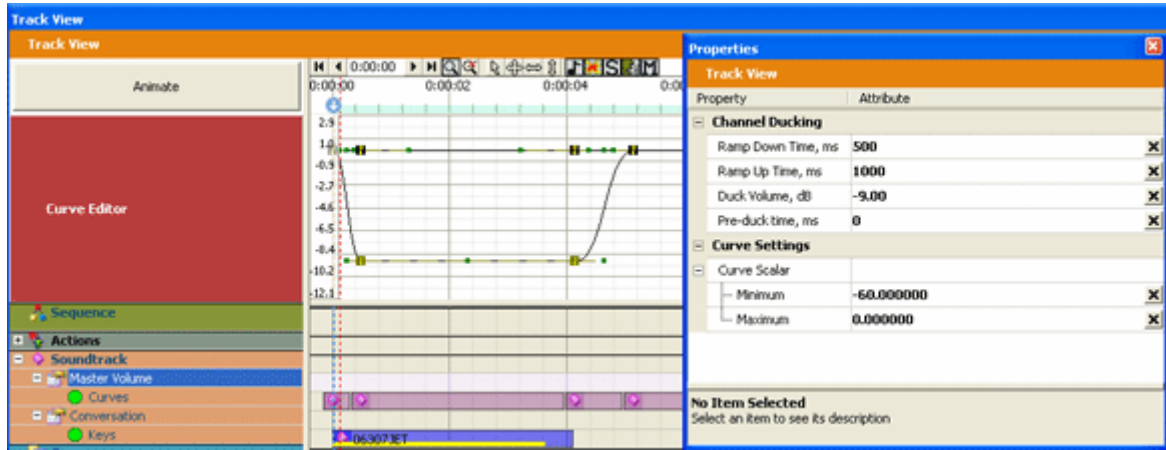 Track View
Track View
Animate
0:00:00
S
M
0:00:00
0:00:02
0:00:04
0:00
2.9
1.0
-0.9
-2.7
-4.6
-6.5
-8.4
-10.2
-12.1
Curve Editor
Sequence
Actions
Soundtrack
Master Volume
Curves
Conversation
Keys
063073ET
Properties
Track View
Property Attribute
Channel Ducking
Ramp Down Time, ms 500
Ramp Up Time, ms 1000
Duck Volume, dB -9.00
Pre-duck time, ms 0
Curve Settings
Curve Scalar
Minimum -60.000000
Maximum 0.000000
No Item Selected
Select an item to see its description